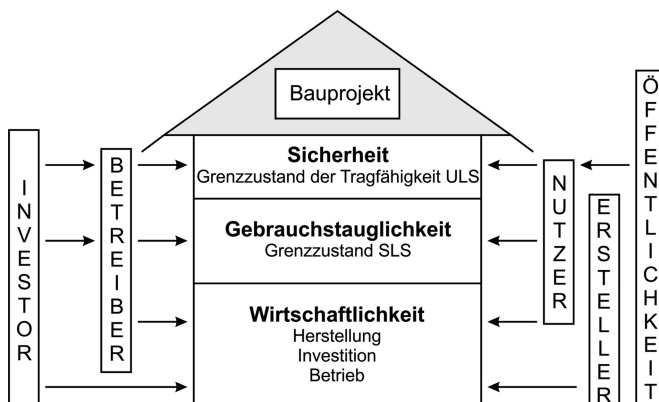 Bauprojekt
Sicherheit
Grenzzustand der Tragfähigkeit ULS
Gebrauchstauglichkeit
Grenzzustand SLS
Wirtschaftlichkeit
Herstellung
Investition
Betrieb
INVESTOR
BETREIBER
NUTZER
ERSTELLER
ÖFFENTLICHKEIT